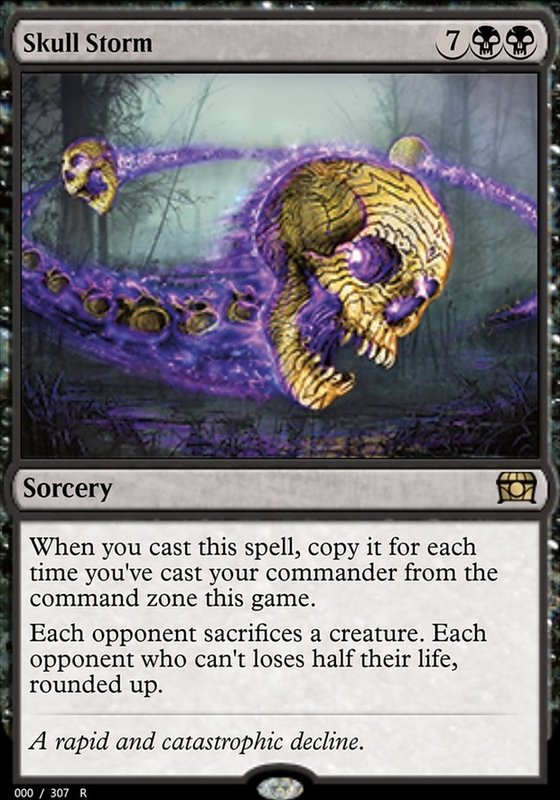 Skull Storm 7
Sorcery
When you cast this spell, copy it for each
time you've cast your commander from the
command zone this game.
Each opponent sacrifices a creature. Each
opponent who can't loses half their life,
rounded up.
A rapid and catastrophic decline.
000 / 307 R